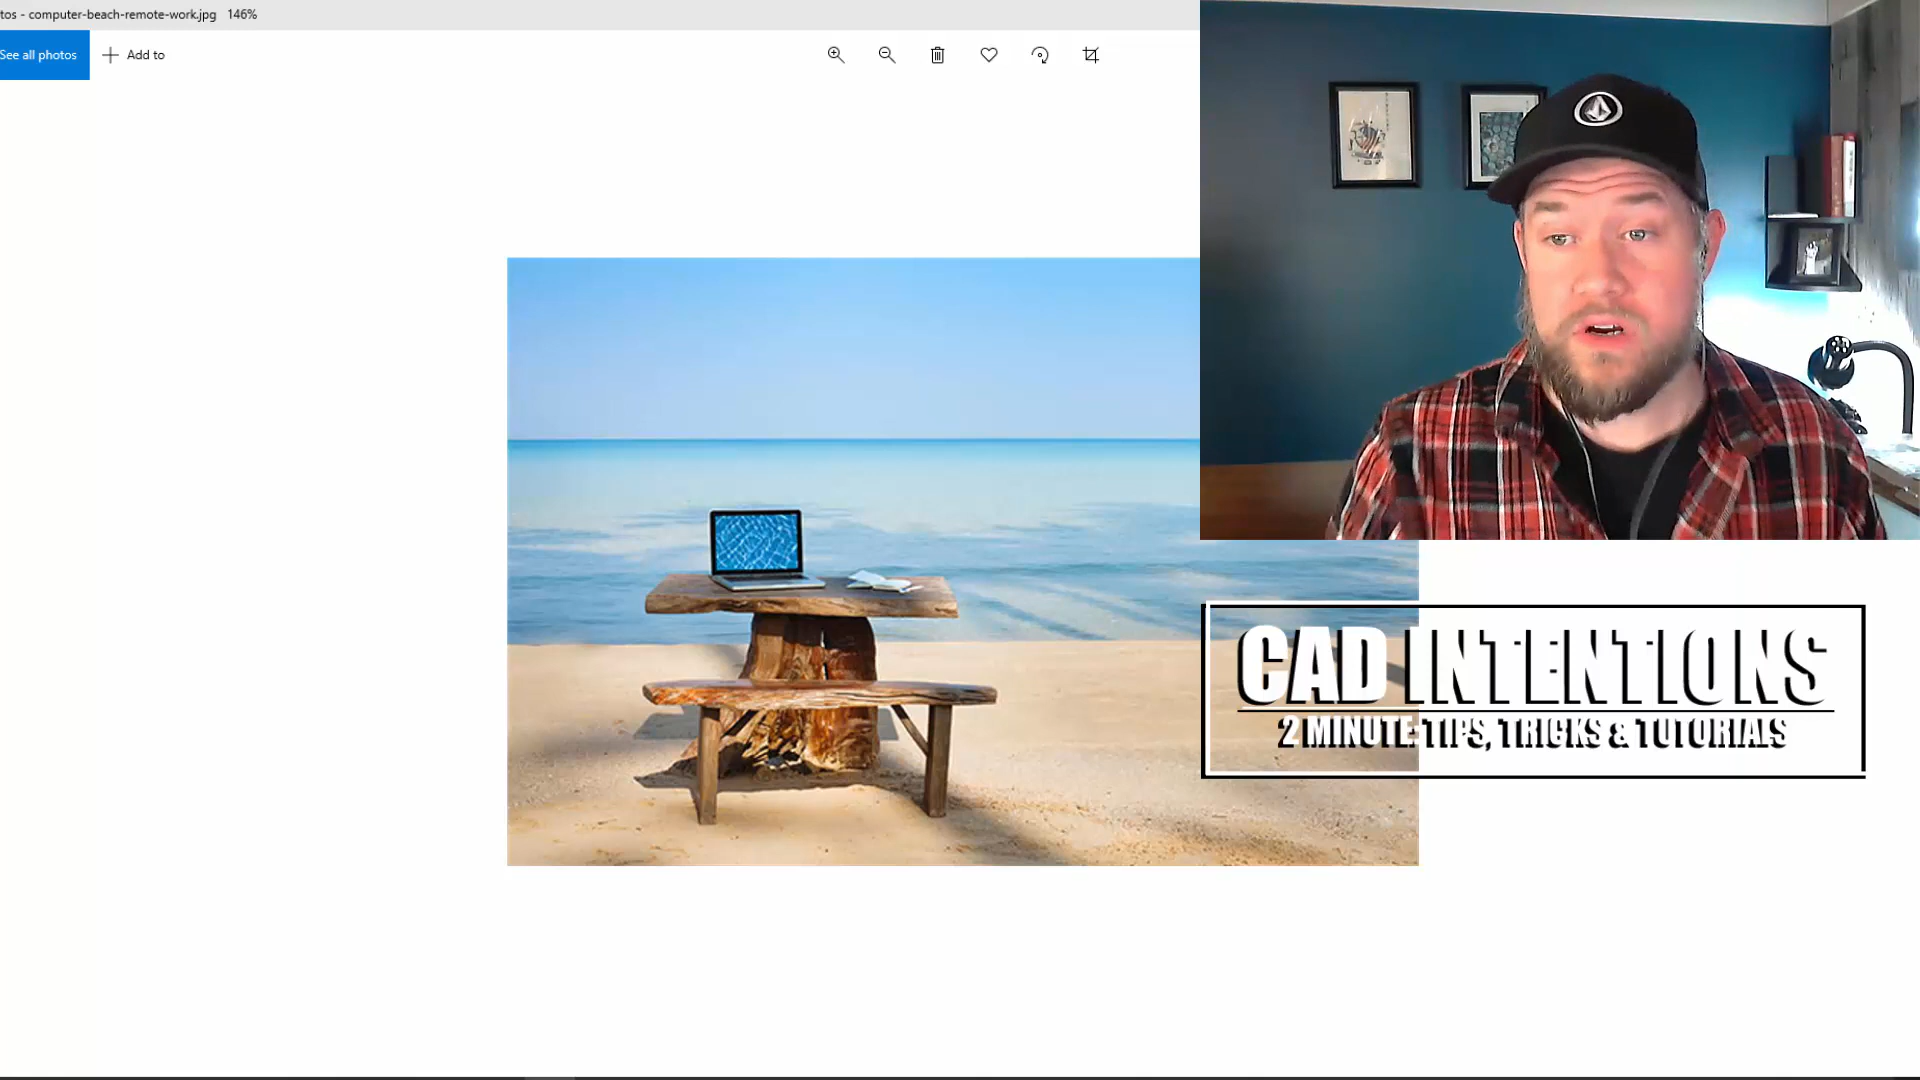 tos - computer-beach-remote-work.jpg 146%
See all photos
Add to
CAD INTENTIONS
2 MINUTE TIPS, TRICKS & TUTORIALS